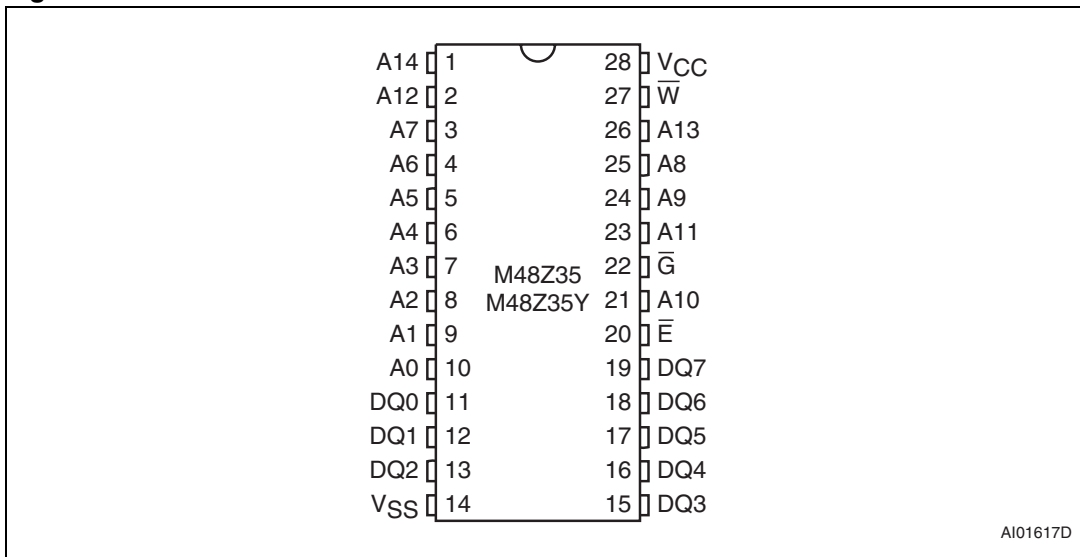 A14 1 28 VCC
A12 2 27 W̅
A7 3 26 A13
A6 4 25 A8
A5 5 24 A9
A4 6 23 A11
A3 7 M48Z35 22 G̅
A2 8 M48Z35Y 21 A10
A1 9 20 E̅
A0 10 19 DQ7
DQ0 11 18 DQ6
DQ1 12 17 DQ5
DQ2 13 16 DQ4
VSS 14 15 DQ3
AI01617D